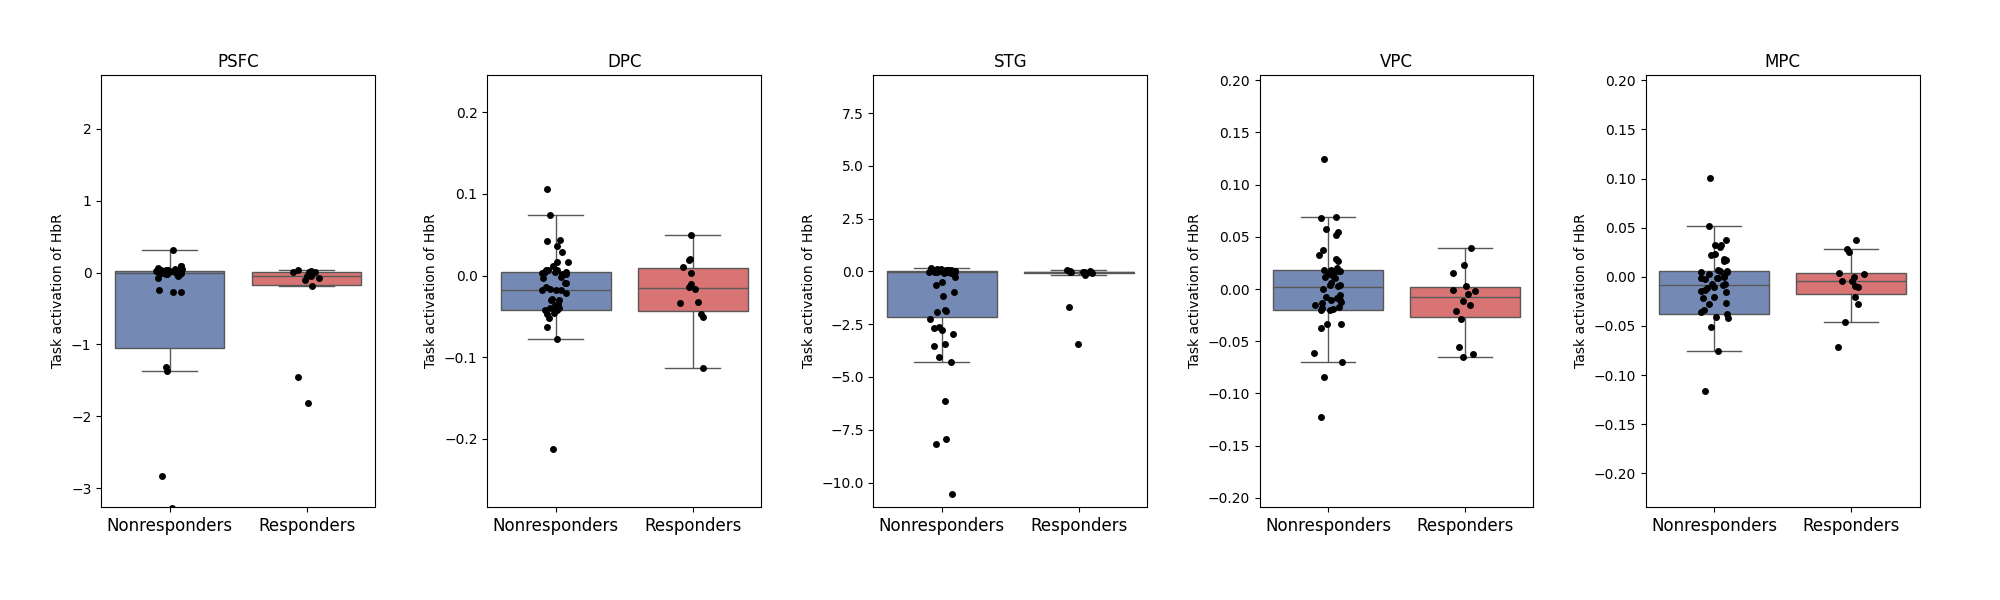 PSFC
DPC
STG
VPC
MPC
Task activation of HbR
2
1
0
−1
−2
−3
Nonresponders
Responders
Task activation of HbR
0.2
0.1
0.0
−0.1
−0.2
Nonresponders
Responders
Task activation of HbR
7.5
5.0
2.5
0.0
−2.5
−5.0
−7.5
−10.0
Nonresponders
Responders
Task activation of HbR
0.20
0.15
0.10
0.05
0.00
−0.05
−0.10
−0.15
−0.20
Nonresponders
Responders
Task activation of HbR
0.20
0.15
0.10
0.05
0.00
−0.05
−0.10
−0.15
−0.20
Nonresponders
Responders